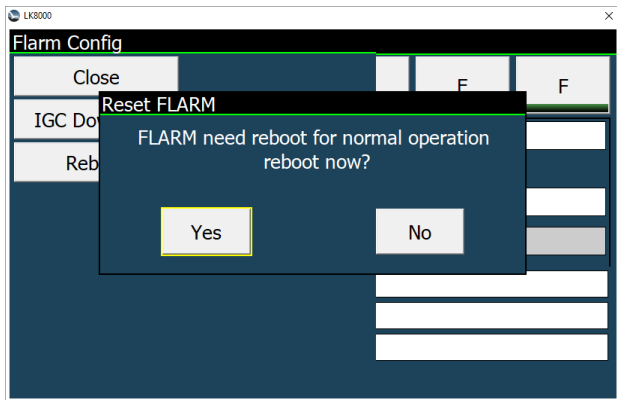 LK8000
Flarm Config
Close
F
F
Reset FLARM
IGC Dow
FLARM need reboot for normal operation
reboot now?
Reb
Yes
No